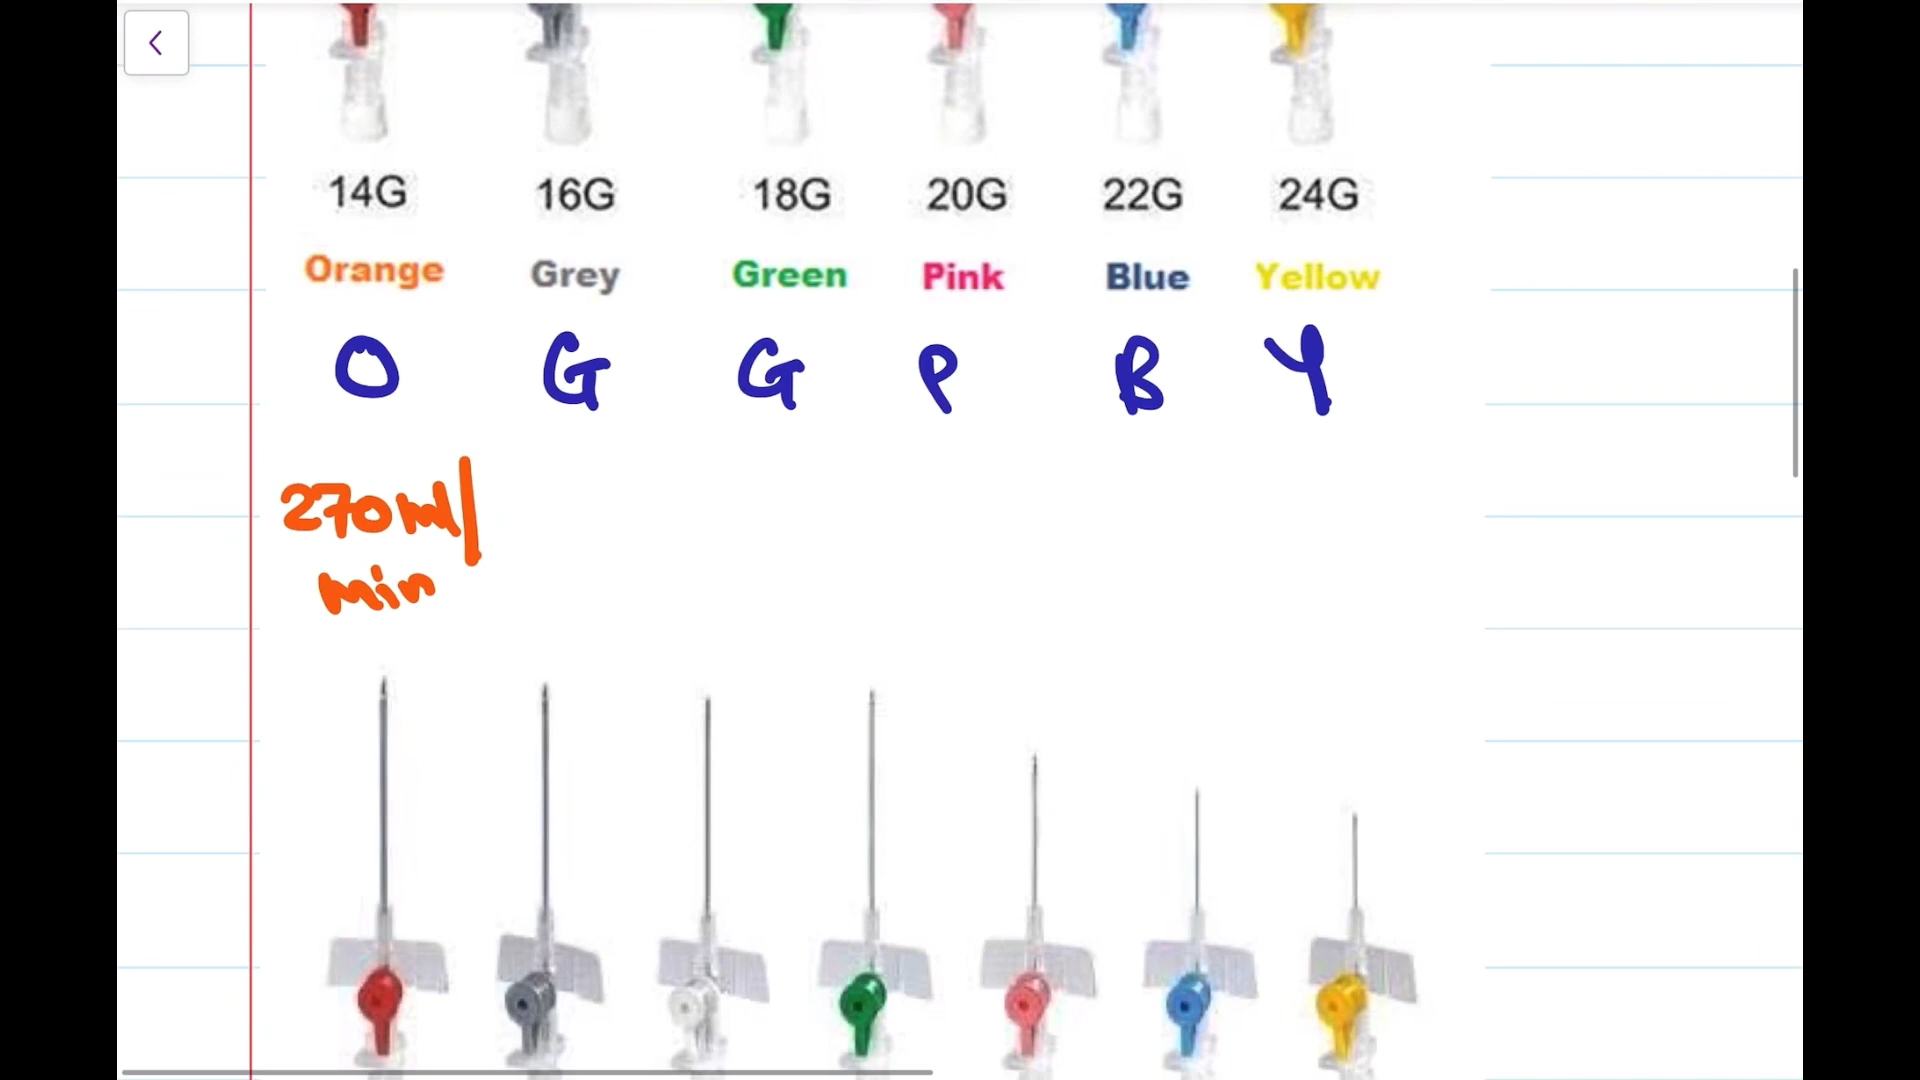 14G 16G 18G 20G 22G 24G
Orange Grey Green Pink Blue Yellow
O G G P B Y
270ml/
min